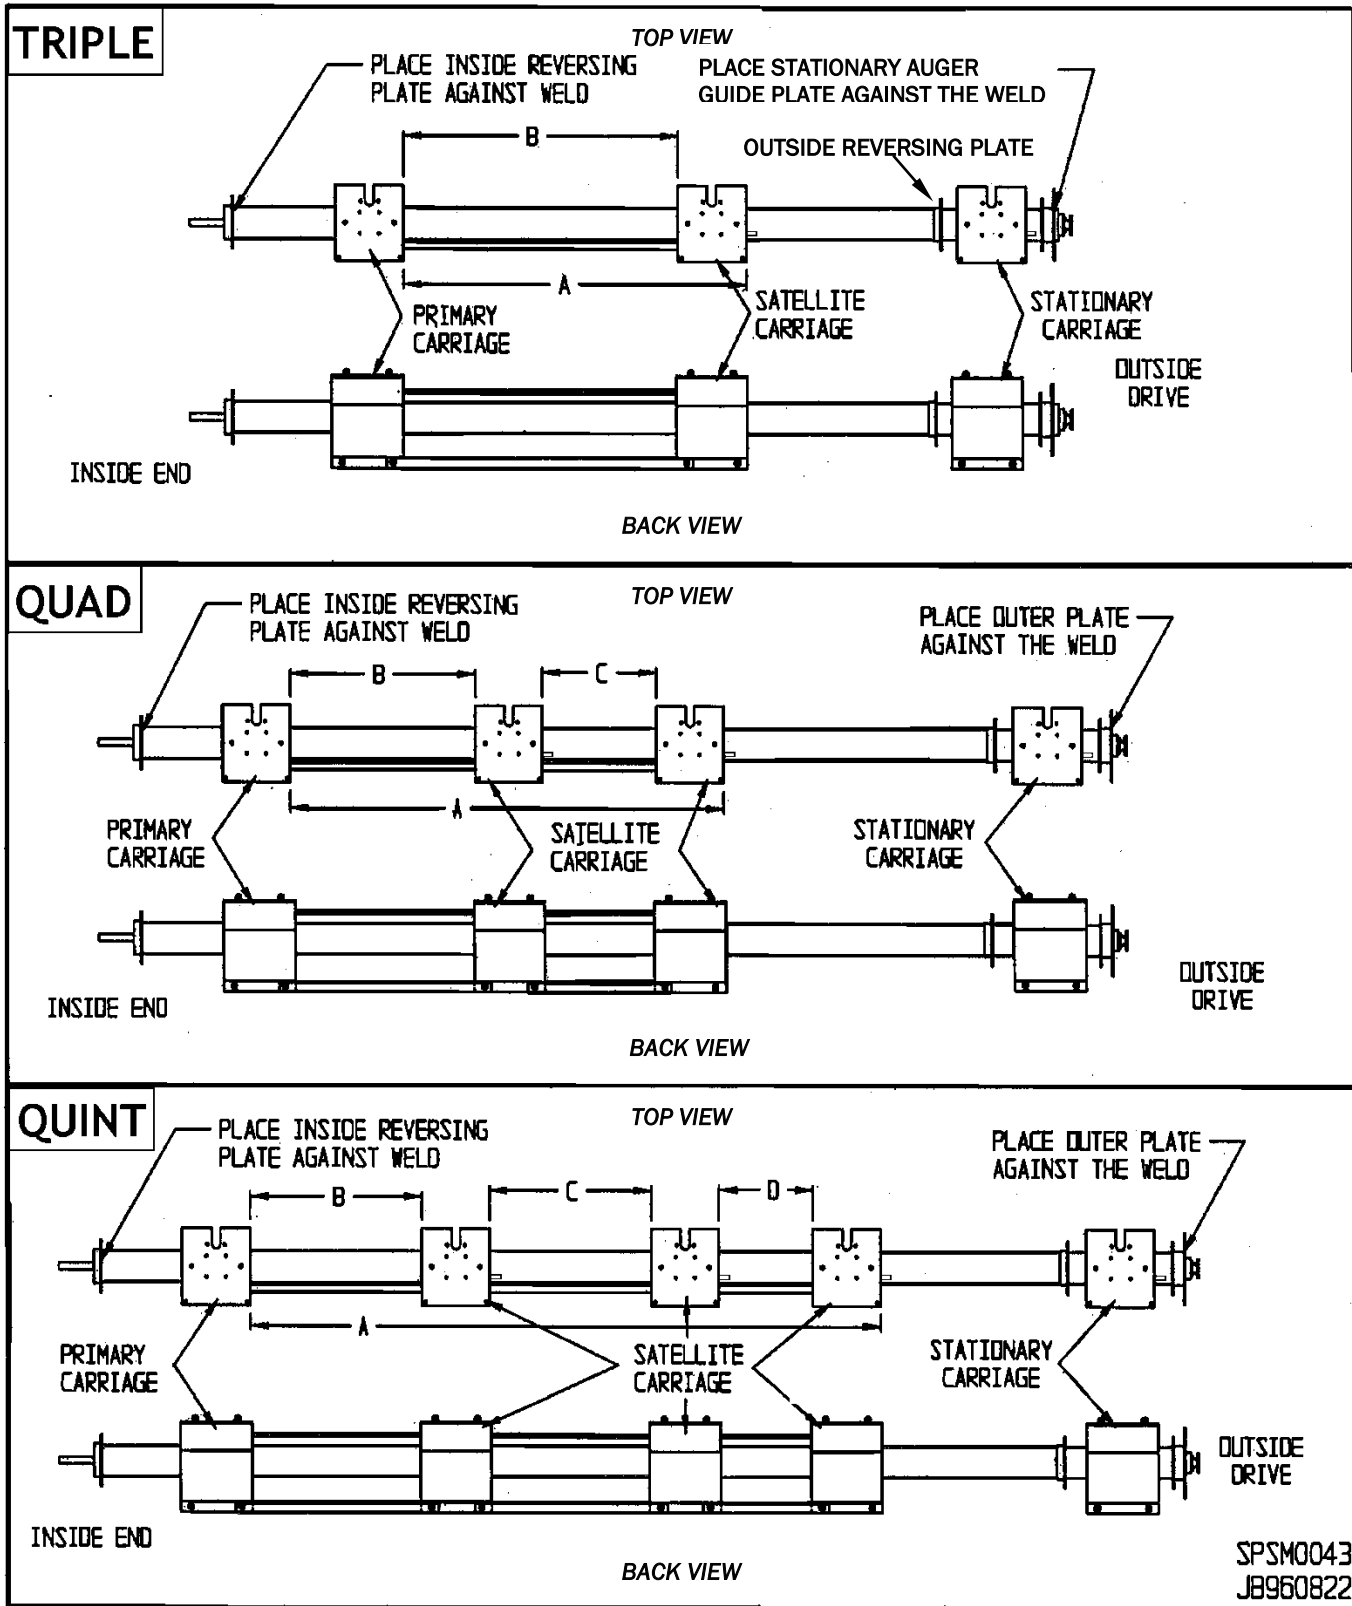 TRIPLE
TOP VIEW
PLACE INSIDE REVERSING
PLATE AGAINST WELD
PLACE STATIONARY AUGER
GUIDE PLATE AGAINST THE WELD
B
OUTSIDE REVERSING PLATE
A
PRIMARY
CARRIAGE
SATELLITE
CARRIAGE
STATIONARY
CARRIAGE
OUTSIDE
DRIVE
INSIDE END
BACK VIEW
QUAD
TOP VIEW
PLACE INSIDE REVERSING
PLATE AGAINST WELD
PLACE OUTER PLATE
AGAINST THE WELD
B
C
A
PRIMARY
CARRIAGE
SATELLITE
CARRIAGE
STATIONARY
CARRIAGE
INSIDE END
OUTSIDE
DRIVE
BACK VIEW
QUINT
TOP VIEW
PLACE INSIDE REVERSING
PLATE AGAINST WELD
PLACE OUTER PLATE
AGAINST THE WELD
B
C
D
A
PRIMARY
CARRIAGE
SATELLITE
CARRIAGE
STATIONARY
CARRIAGE
OUTSIDE
DRIVE
INSIDE END
BACK VIEW
SPSM0043
JB960822